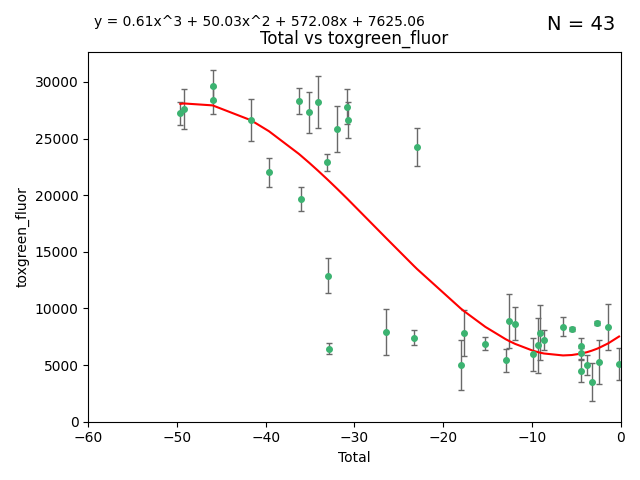 y = 0.61x^3 + 50.03x^2 + 572.08x + 7625.06
N = 43
Total vs toxgreen_fluor
30000
25000
20000
15000
10000
5000
0
toxgreen_fluor
−60
−50
−40
−30
−20
−10
0
Total